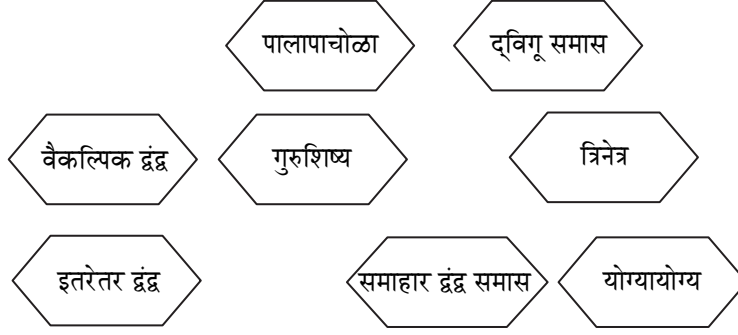 पालापाचोळा
द्‌विगू समास
वैकल्पिक द्वंद्व
गुरुशिष्य
त्रिनेत्र
इतरेतर द्वंद्व
समाहार द्वंद्व समास
योग्यायोग्य